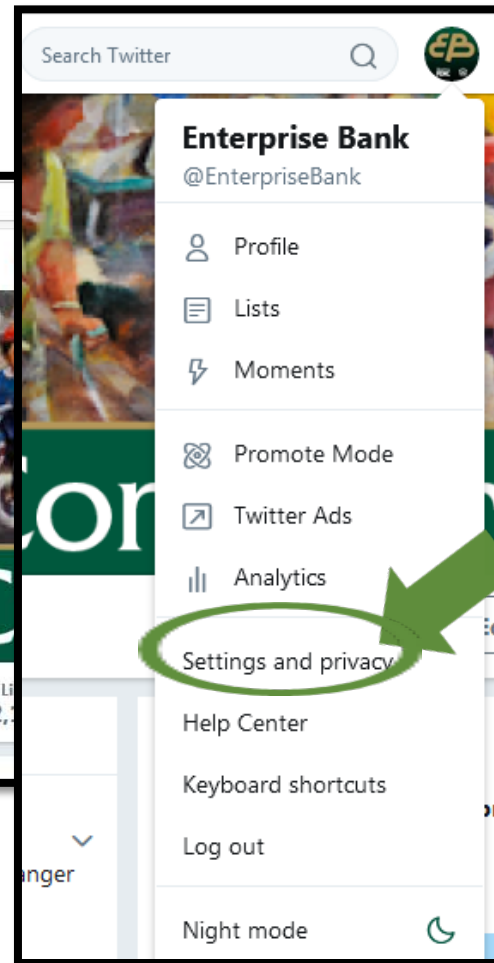 Search Twitter
EB
Enterprise Bank
@EnterpriseBank
Profile
Lists
Moments
Promote Mode
Twitter Ads
Analytics
Settings and privacy
Help Center
Keyboard shortcuts
Log out
anger
Night mode